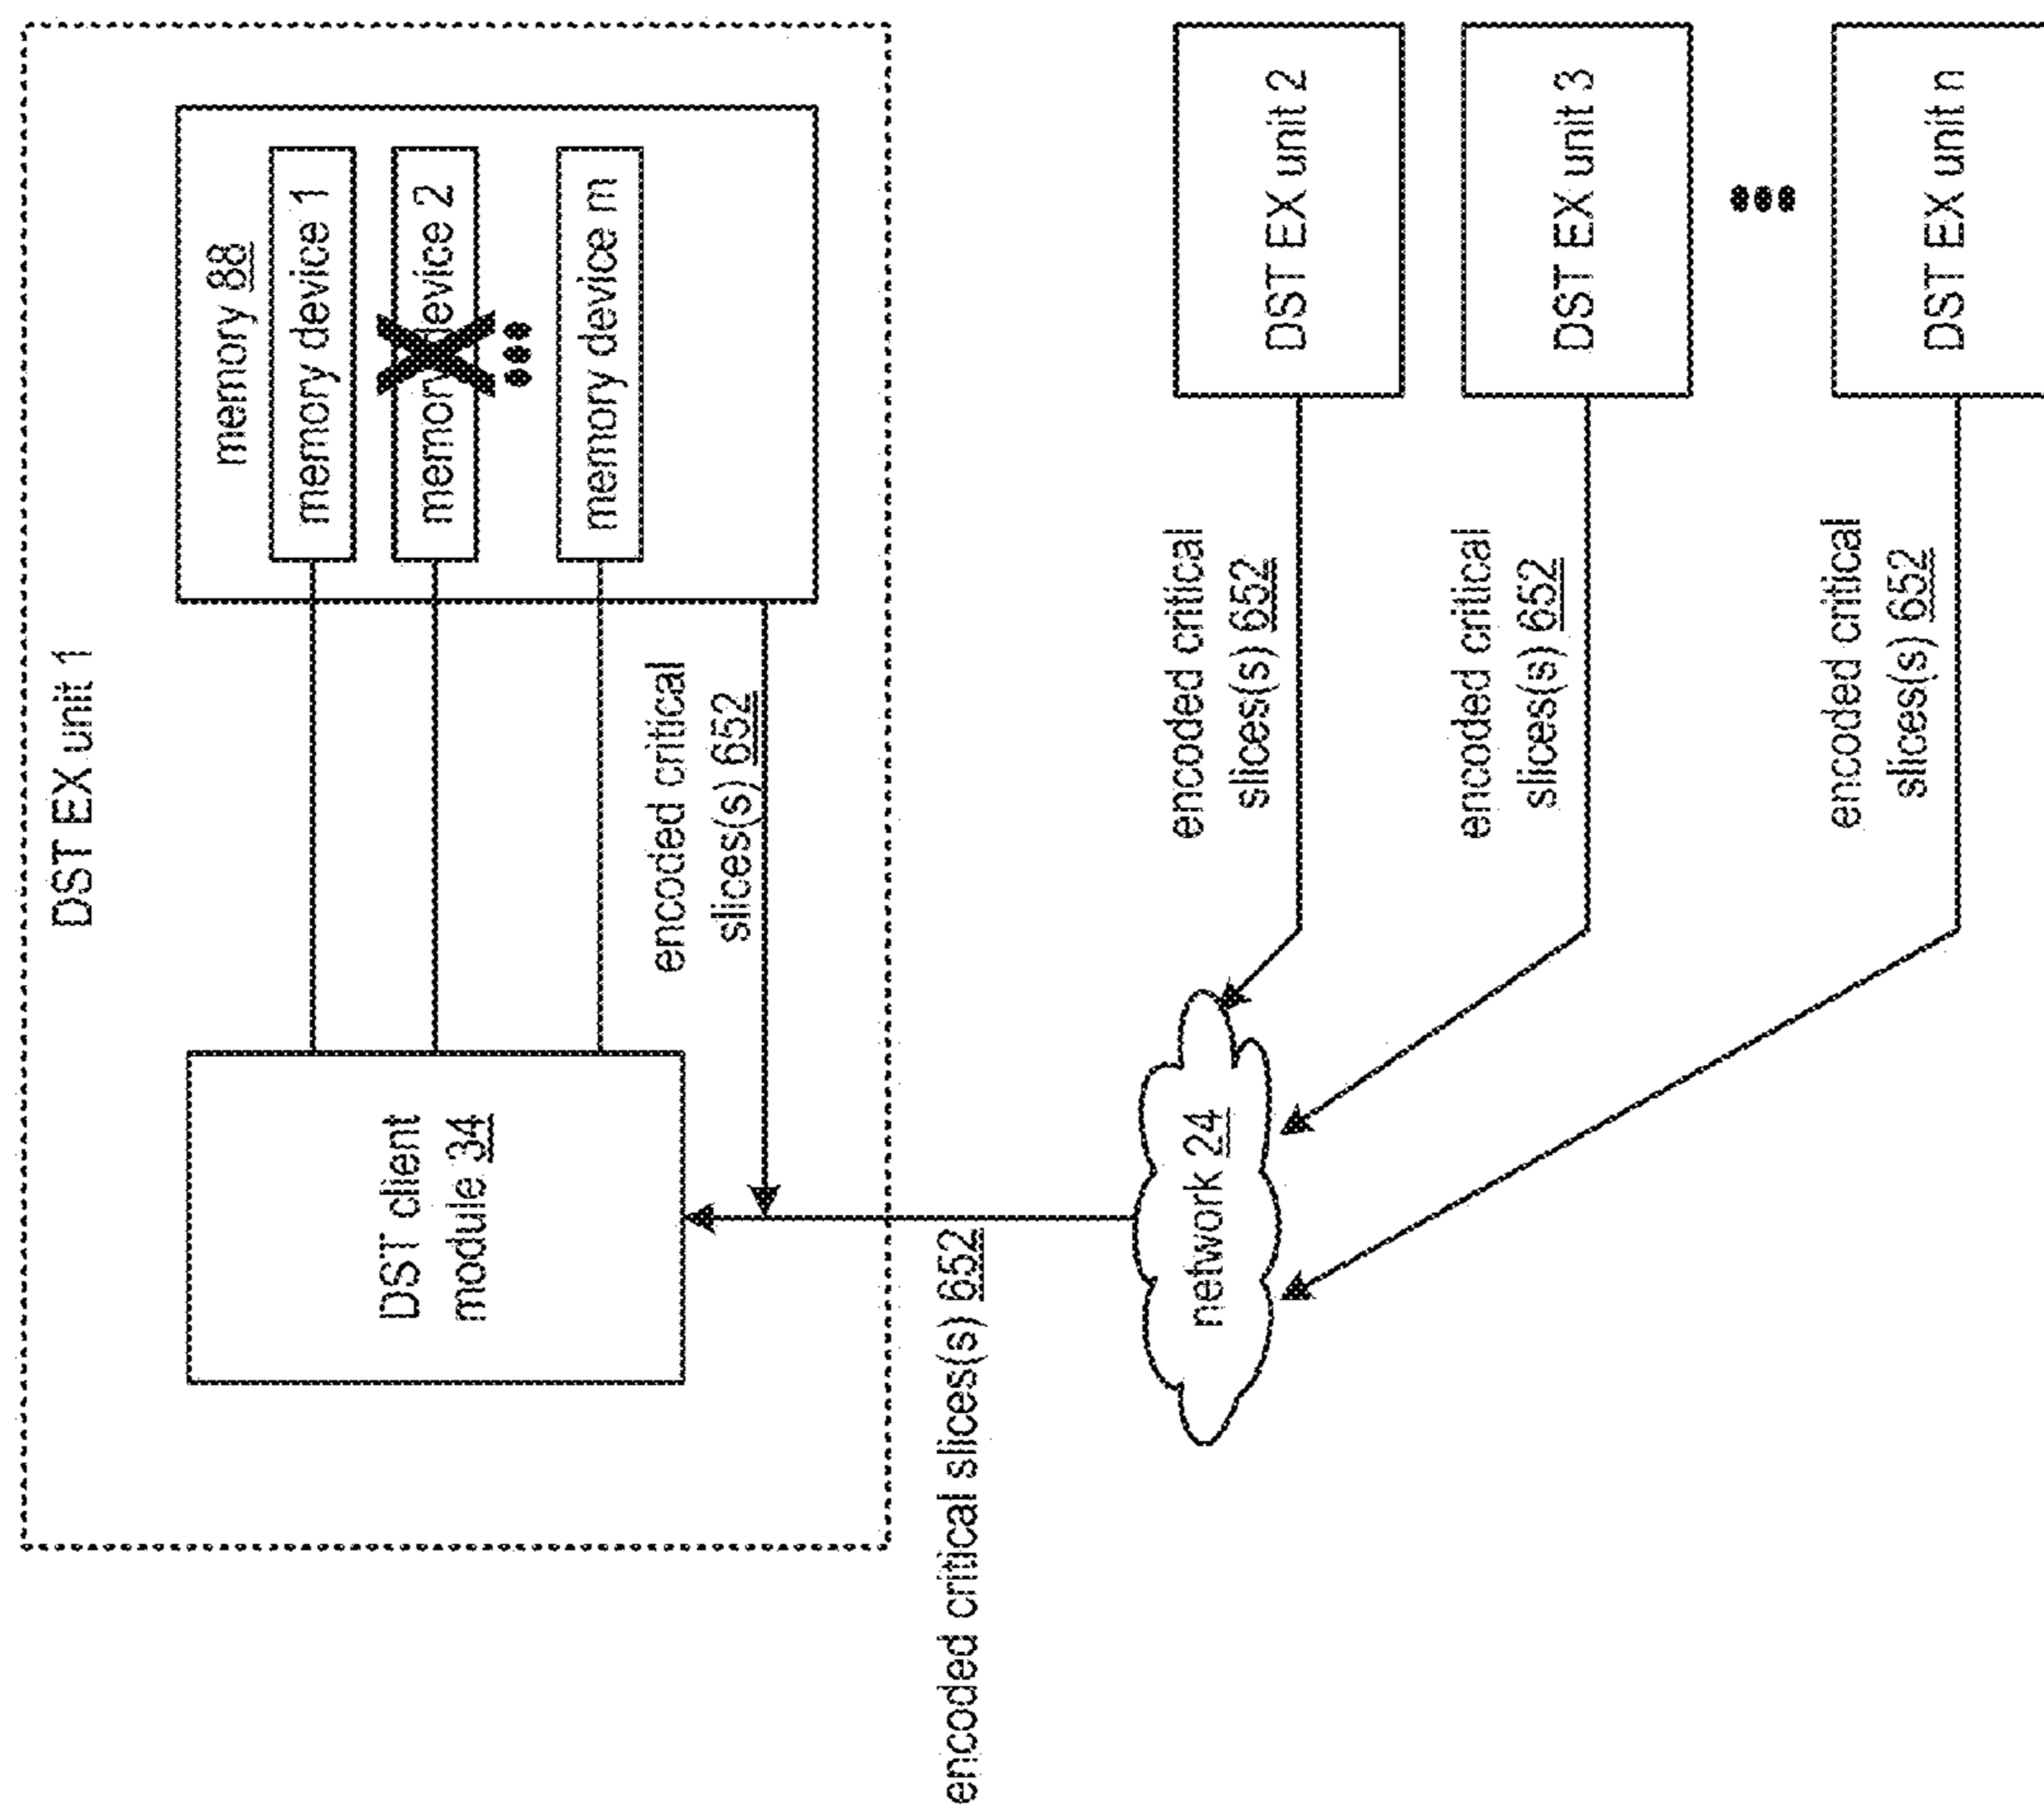 DST EX unit 1
memory 88
memory device 1
memory device 2
memory device m
DST client
module 34
encoded critical
slices(s) 652
encoded critical slices(s) 652
network 24
encoded critical
slices(s) 652
DST EX unit 2
encoded critical
slices(s) 652
DST EX unit 3
encoded critical
slices(s) 652
DST EX unit n